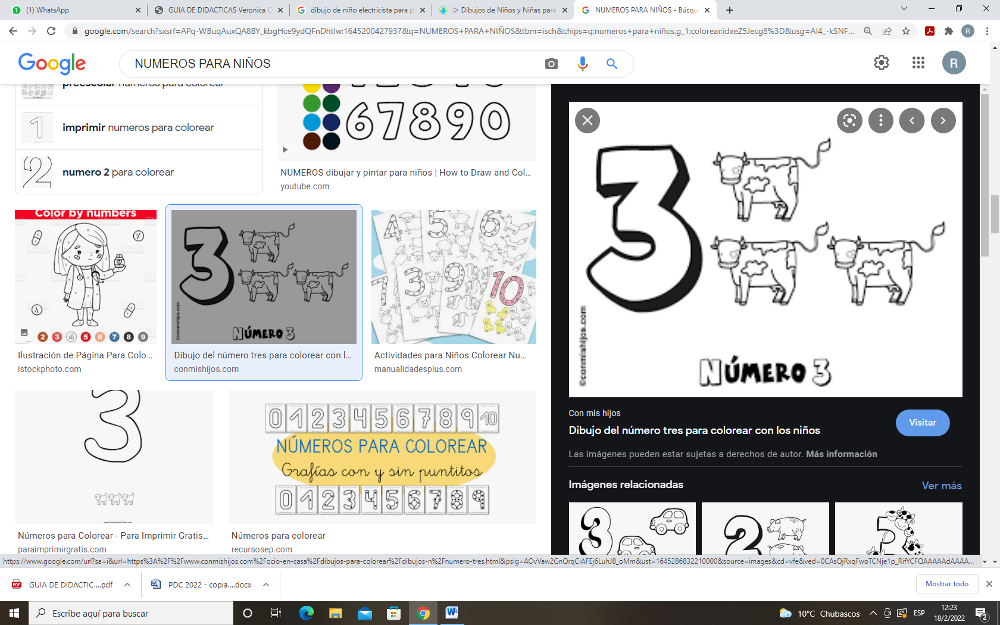 (1) WhatsApp
GUIA DE DIDACTICAS Veronica C
dibujo de niño electricista para p
▷ Dibujos de Niños y Niñas para
NUMEROS PARA NIÑOS - Búsqu
google.com/search?sxsrf=APq-WBuqAuxQA8BY_kbgHce9ydQFnDhtIw:1645200427937&q=NUMEROS+PARA+NIÑOS&tbm=isch&chips=q:numeros+para+niños,g_1:colorear:idxeZ5Jecg8%3D&usg=AI4_-kSNF...
R
Google
NUMEROS PARA NIÑOS
R
preescolar numeros para colorear
1
imprimir numeros para colorear
2
numero 2 para colorear
67890
NUMEROS dibujar y pintar para niños | How to Draw and Col...
youtube.com
Color by numbers
2 3 4 5 6 7 8 9
Ilustración de Página Para Colo...
istockphoto.com
3
©conmishijos.com
NÚMERO 3
Dibujo del número tres para colorear con l...
conmishijos.com
4 5 6
7 3 9 10
Actividades para Niños Colorear Nu...
manualidadesplus.com
3
Números para Colorear - Para Imprimir Gratis...
paraimprimirgratis.com
0 1 2 3 4 5 6 7 8 9 10
NÚMEROS PARA COLOREAR
Grafías con y sin puntitos
0 1 2 3 4 5 6 7 8 9
Números para colorear
recursosep.com
3
©conmishijos.com
NÚMERO 3
Con mis hijos
Dibujo del número tres para colorear con los niños
Visitar
Las imágenes pueden estar sujetas a derechos de autor. Más información
Imágenes relacionadas
Ver más
3
2
https://www.google.com/url?sa=i&url=https%3A%2F%2Fwww.conmishijos.com%2Focio-en-casa%2Fdibujos-para-colorear%2Fdibujos-n%2Fnumero-tres.html&psig=AOvVaw2GnQrqCiAFEj6LuhJ8_oMm&ust=1645286832210000&source=images&cd=vfe&ved=0CAsQjRxqFwoTCNje1p_RifYCFQAAAAAdAAAA...
GUIA DE DIDACTIC....pdf
PDC 2022 - copia....docx
Mostrar todo
Escribe aquí para buscar
10°C Chubascos
ESP
12:23
18/2/2022
2